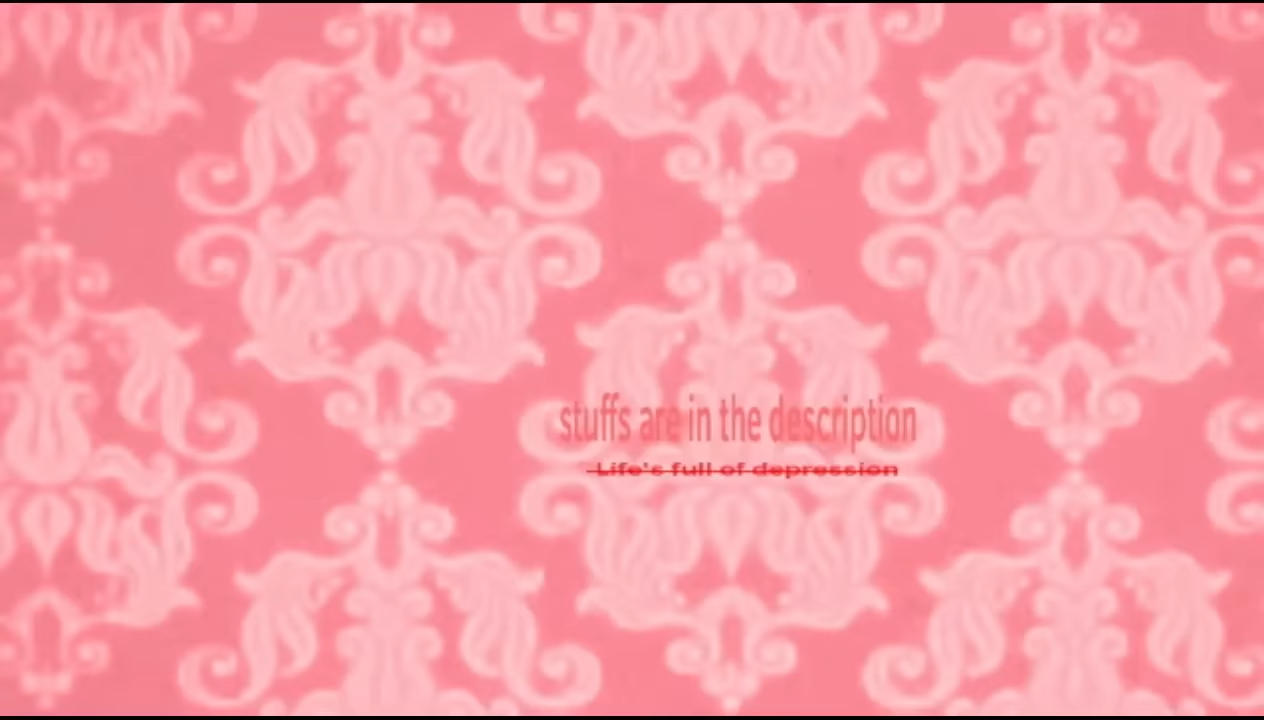 stuffs are in the description
Life's full of depression